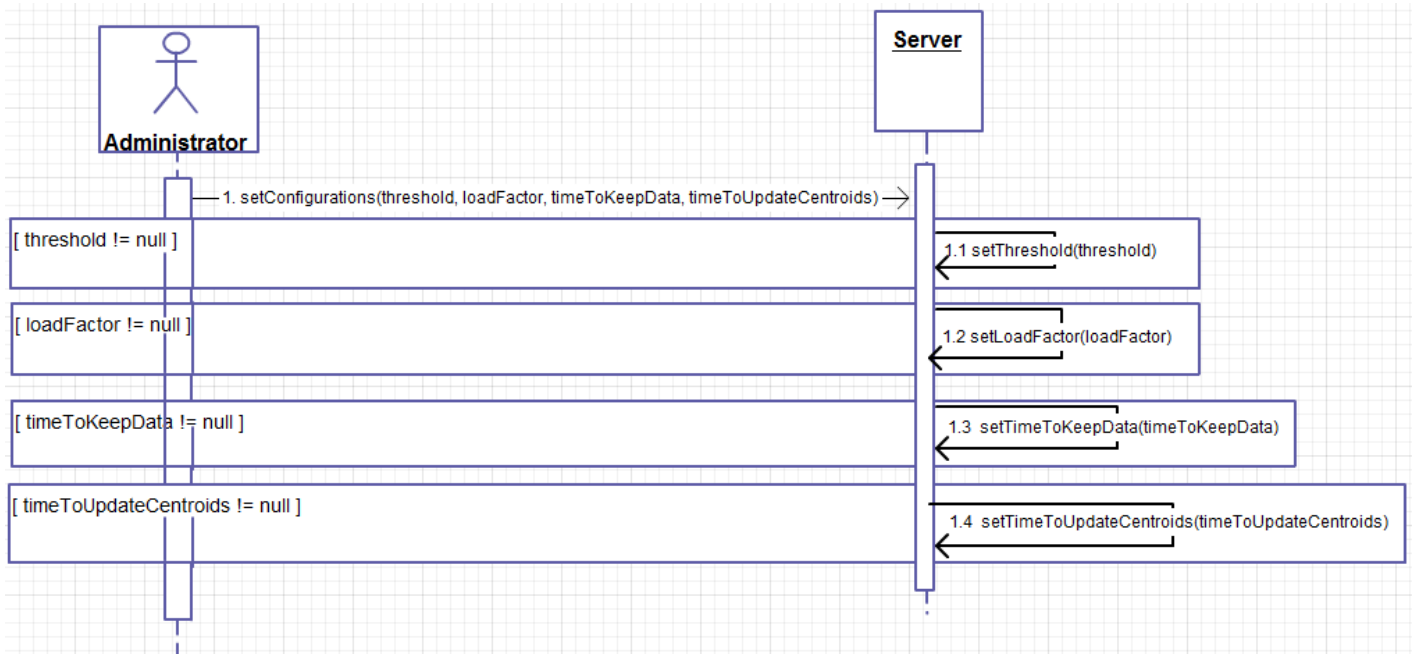 Server
Administrator
1. setConfigurations(threshold, loadFactor, timeToKeepData, timeToUpdateCentroids)
[ threshold != null ]
1.1 setThreshold(threshold)
[ loadFactor != null ]
1.2 setLoadFactor(loadFactor)
[ timeToKeepData != null ]
1.3 setTimeToKeepData(timeToKeepData)
[ timeToUpdateCentroids != null ]
1.4 setTimeToUpdateCentroids(timeToUpdateCentroids)